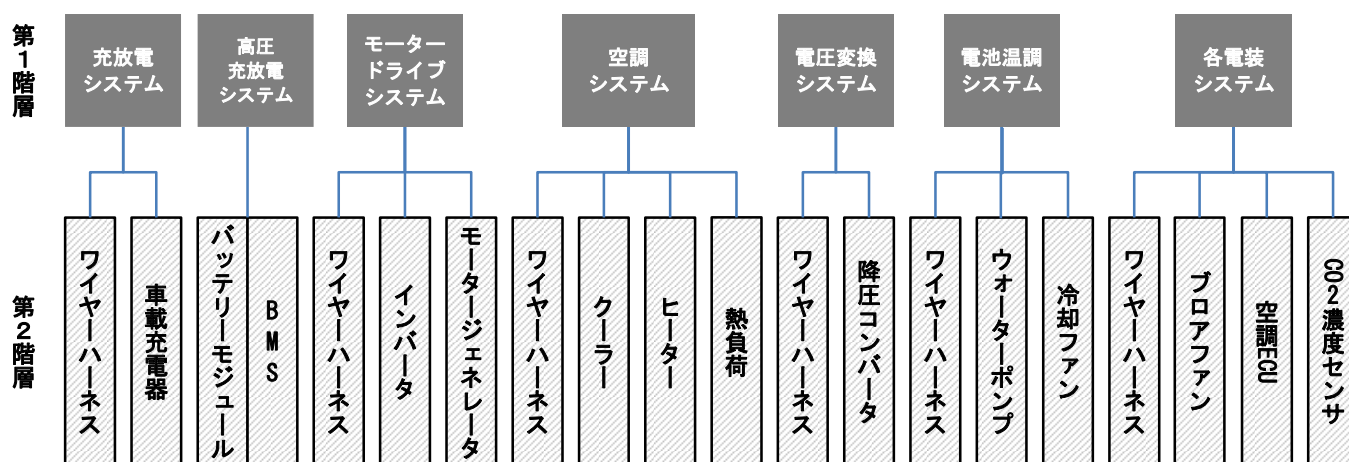 第1階層
充放電
システム
高圧
充放電
システム
モーター
ドライブ
システム
空調
システム
電圧変換
システム
電池温調
システム
各電装
システム
第2階層
ワイヤーハーネス
車載充電器
バッテリーモジュール
BMS
ワイヤーハーネス
インバータ
モータージェネレータ
ワイヤーハーネス
クーラー
ヒーター
熱負荷
ワイヤーハーネス
降圧コンバータ
ワイヤーハーネス
ウォーターポンプ
冷却ファン
ワイヤーハーネス
ブロアファン
空調ECU
CO2濃度センサ